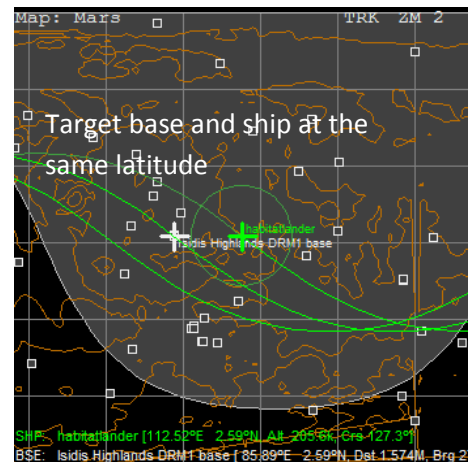 Map: Mars TRK ZM 2
Target base and ship at the
same latitude
habitatlander
Isidis Highlands DRM1 base
SHP: habitatlander [112.52°E 2.59°N, Alt 205.6k, Crs 127.3°]
BSE: Isidis Highlands DRM1 base [ 85.89°E 2.59°N, Dst 1.574M, Brg 2